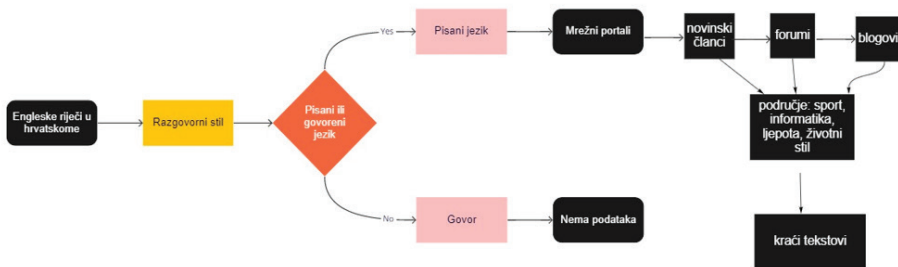 Engleske riječi u
hrvatskome
Razgovorni stil
Pisani ili
govoreni
jezik
Yes
Pisani jezik
Mrežni portali
novinski
članci
forumi
blogovi
područje: sport,
informatika,
ljepota, životni
stil
kraći tekstovi
No
Govor
Nema podataka